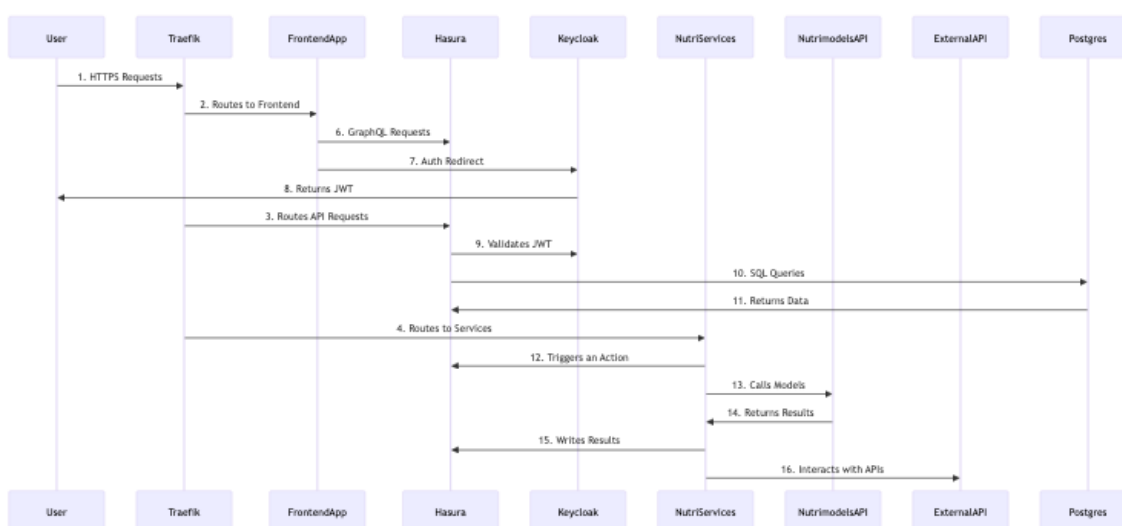 User Traefik FrontendApp Hasura Keycloak NutriServices NutrimodelsAPI ExternalAPI Postgres
1. HTTPS Requests
2. Routes to Frontend
6. GraphQL Requests
7. Auth Redirect
8. Returns JWT
3. Routes API Requests
9. Validates JWT
10. SQL Queries
11. Returns Data
4. Routes to Services
12. Triggers an Action
13. Calls Models
14. Returns Results
15. Writes Results
16. Interacts with APIs
User Traefik FrontendApp Hasura Keycloak NutriServices NutrimodelsAPI ExternalAPI Postgres